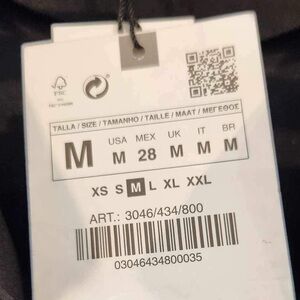 FSC
TALLA / SIZE / TAMANHO / TAILLE / MAAT / ΜΕΓΕΘΟΣ
USA MEX UK IT BR
M M 28 M M M
XS S M L XL XXL
ART.: 3046/434/800
03046434800035